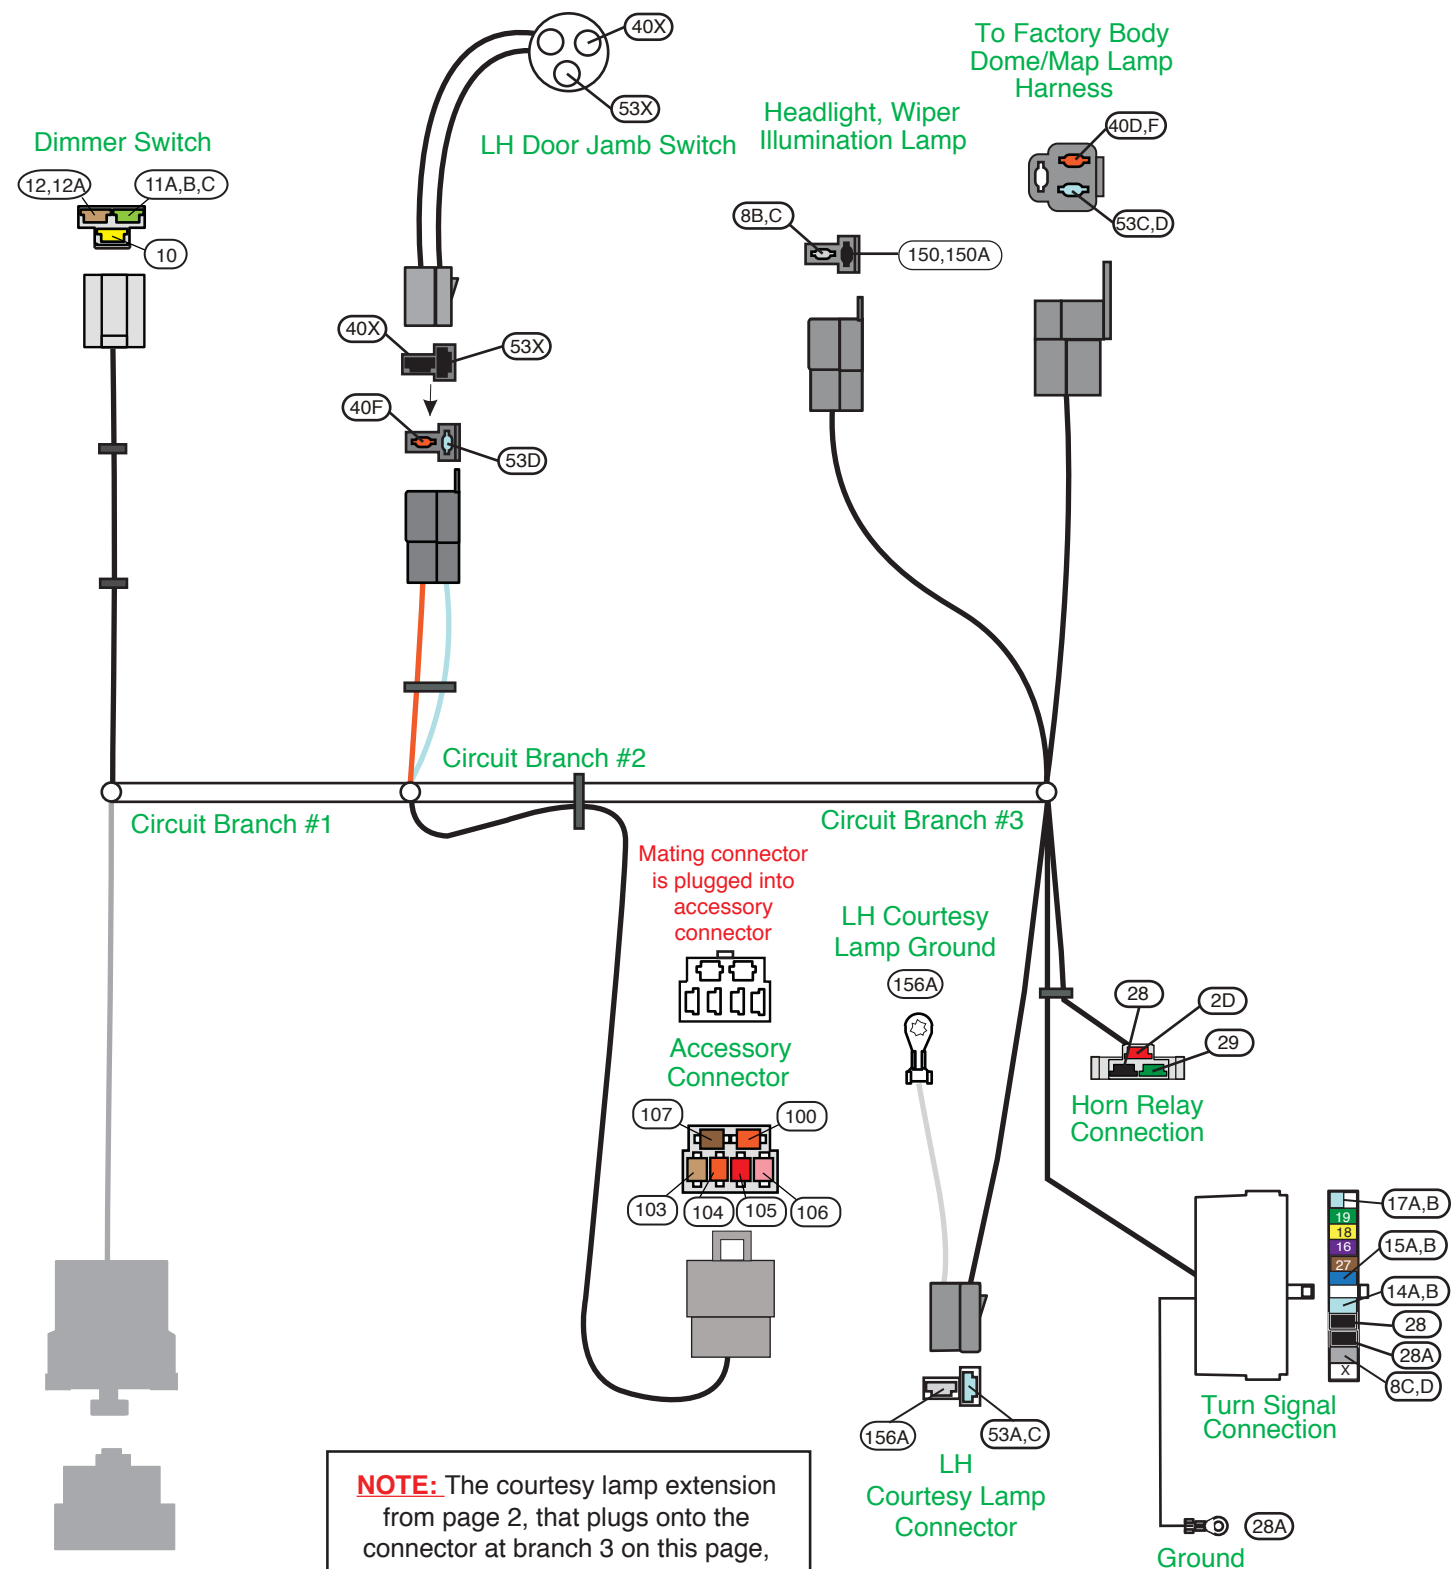 To Factory Body
Dome/Map Lamp
Harness
40X
53X
LH Door Jamb Switch
Headlight, Wiper
Illumination Lamp
40D,F
53C,D
Dimmer Switch
12,12A
11A,B,C
10
8B,C
150,150A
40X
53X
40F
53D
Circuit Branch #2
Circuit Branch #1
Circuit Branch #3
Mating connector
is plugged into
accessory
connector
LH Courtesy
Lamp Ground
156A
28
2D
29
Horn Relay
Connection
Accessory
Connector
107
100
103
104
105
106
17A,B
19
18
16
15A,B
27
14A,B
28
28A
X
8C,D
Turn Signal
Connection
156A
53A,C
LH
Courtesy Lamp
Connector
28A
Ground
NOTE: The courtesy lamp extension
from page 2, that plugs onto the
connector at branch 3 on this page,